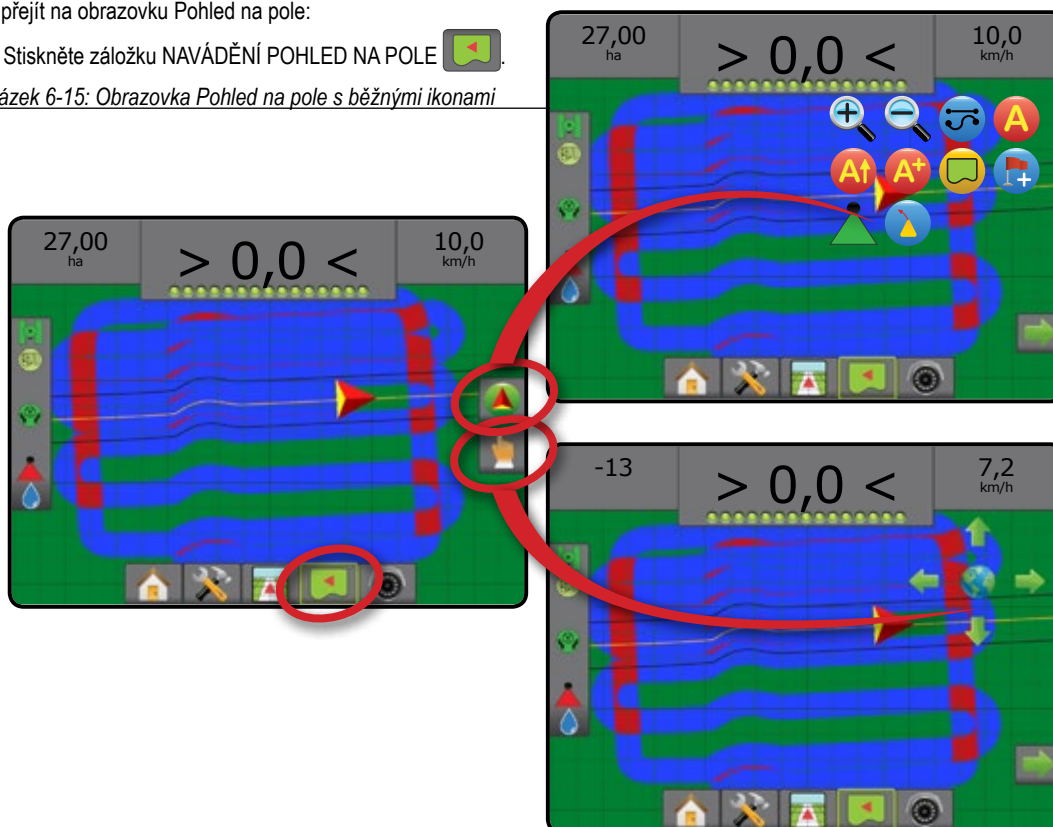 přejít na obrazovku Pohled na pole:
Stiskněte záložku NAVÁDĚNÍ POHLED NA POLE .
ázek 6-15: Obrazovka Pohled na pole s běžnými ikonami
27,00
ha
> 0,0 <
10,0
km/h
A
A
A+
27,00
ha
> 0,0 <
10,0
km/h
-13
> 0,0 <
7,2
km/h